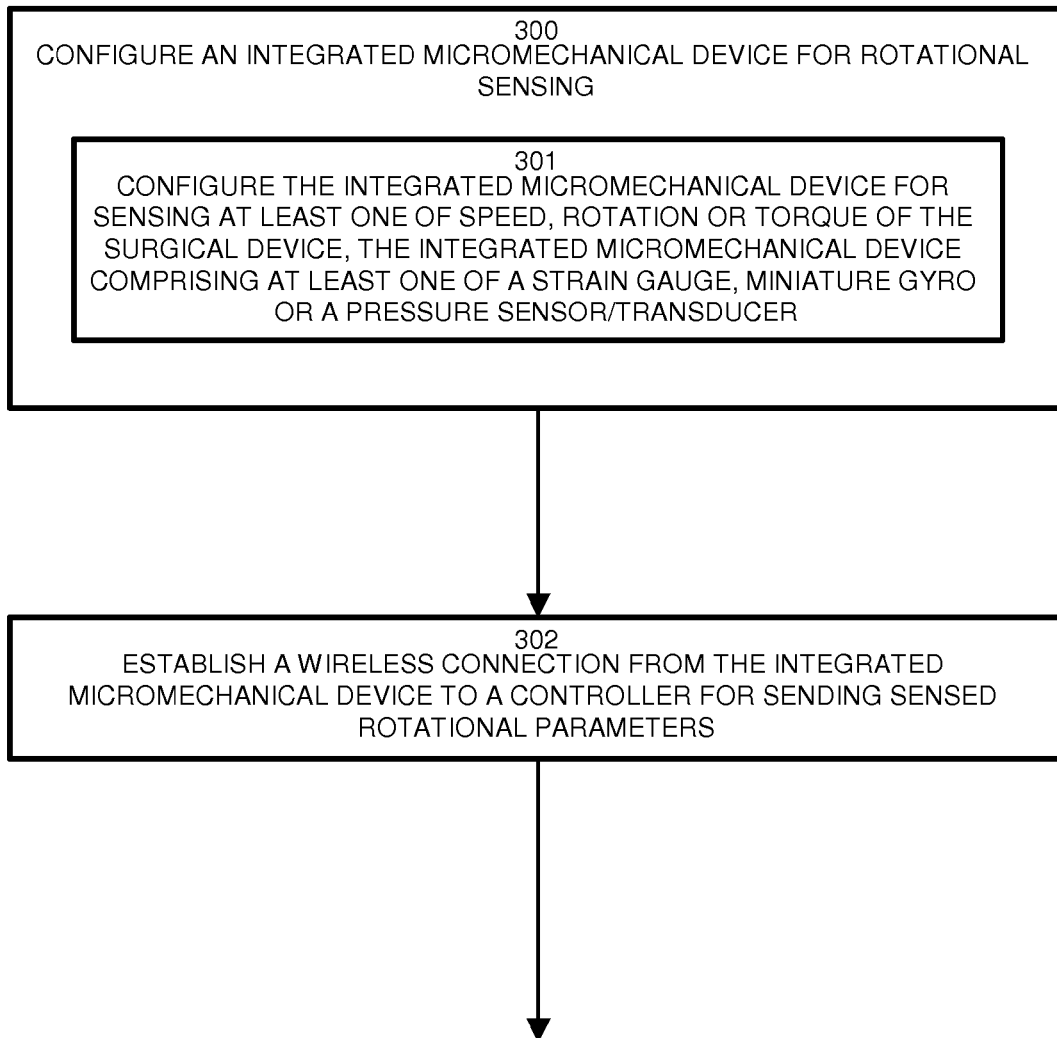 300
CONFIGURE AN INTEGRATED MICROMECHANICAL DEVICE FOR ROTATIONAL
SENSING
301
CONFIGURE THE INTEGRATED MICROMECHANICAL DEVICE FOR
SENSING AT LEAST ONE OF SPEED, ROTATION OR TORQUE OF THE
SURGICAL DEVICE, THE INTEGRATED MICROMECHANICAL DEVICE
COMPRISING AT LEAST ONE OF A STRAIN GAUGE, MINIATURE GYRO
OR A PRESSURE SENSOR/TRANSDUCER
302
ESTABLISH A WIRELESS CONNECTION FROM THE INTEGRATED
MICROMECHANICAL DEVICE TO A CONTROLLER FOR SENDING SENSED
ROTATIONAL PARAMETERS